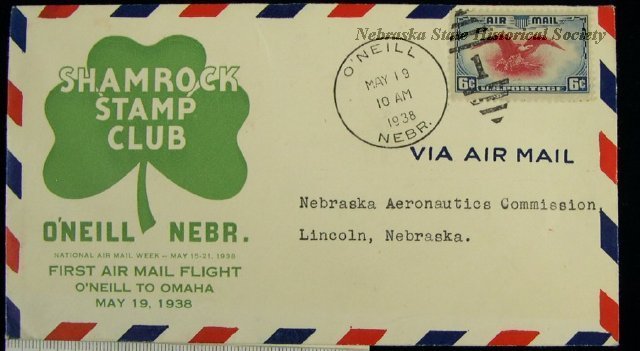 Nebraska State Historical Society
SHAMROCK
STAMP
CLUB
O'NEILL NEBR.
NATIONAL AIR MAIL WEEK -- MAY 15-21, 1938
FIRST AIR MAIL FLIGHT
O'NEILL TO OMAHA
MAY 19, 1938
O'NEILL
MAY 19
10 AM
1938
NEBR.
AIR MAIL
1
6¢ 6¢
U.S. POSTAGE
VIA AIR MAIL
Nebraska Aeronautics Commission,
Lincoln, Nebraska.